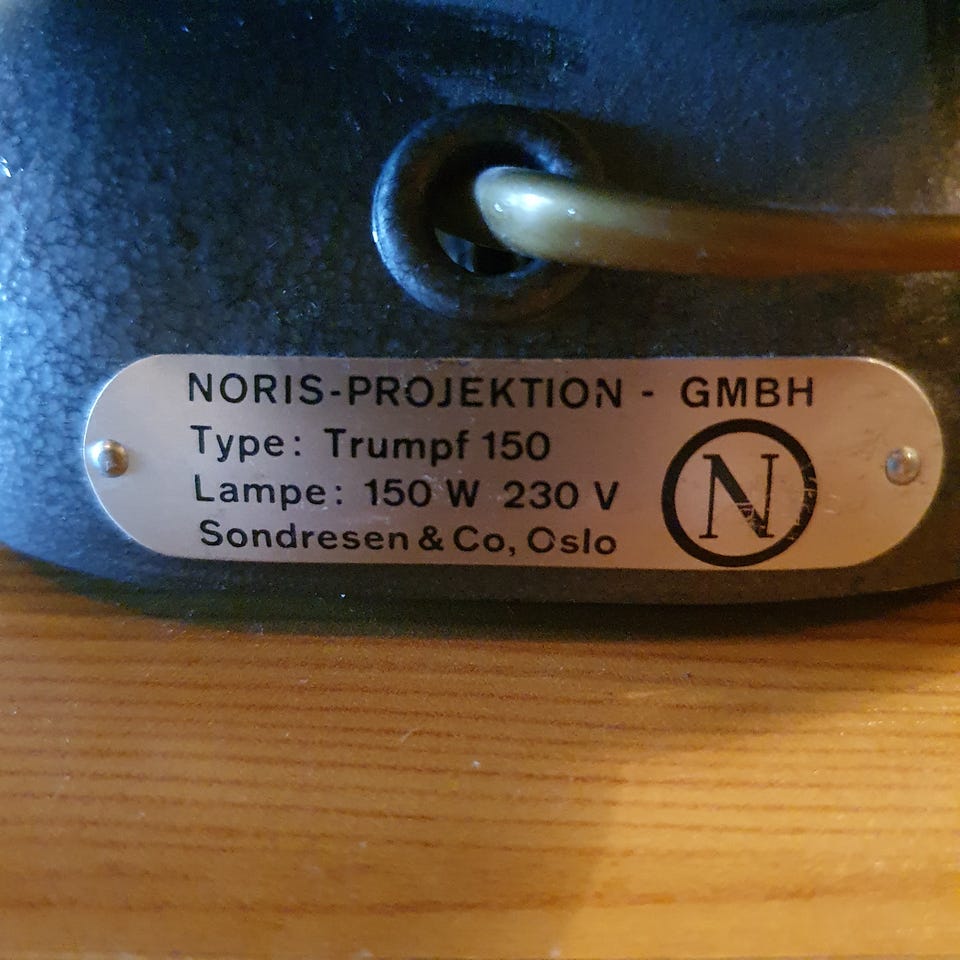 NORIS-PROJEKTION - GMBH
Type: Trumpf 150
Lampe: 150 W 230 V
Sondresen & Co, Oslo
N